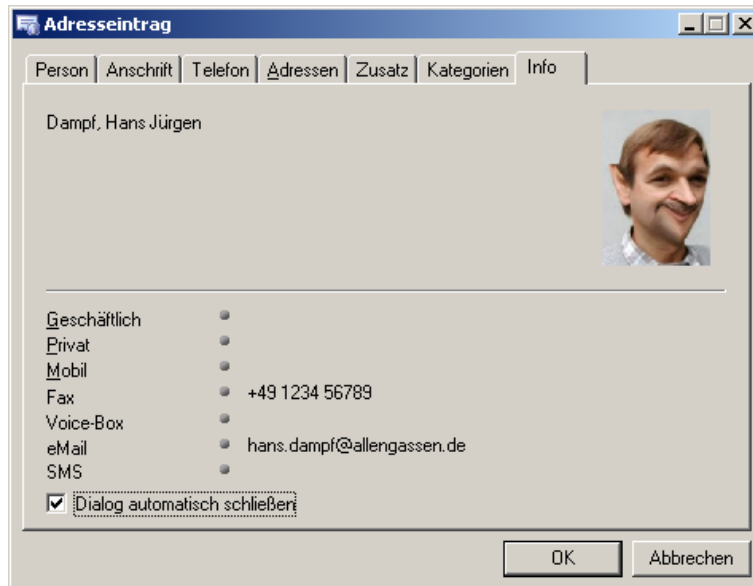 Adresseintrag
Person Anschrift Telefon Adressen Zusatz Kategorien Info
Dampf, Hans Jürgen
Geschäftlich
Privat
Mobil
Fax +49 1234 56789
Voice-Box
eMail hans.dampf@allengassen.de
SMS
Dialog automatisch schließen
OK Abbrechen